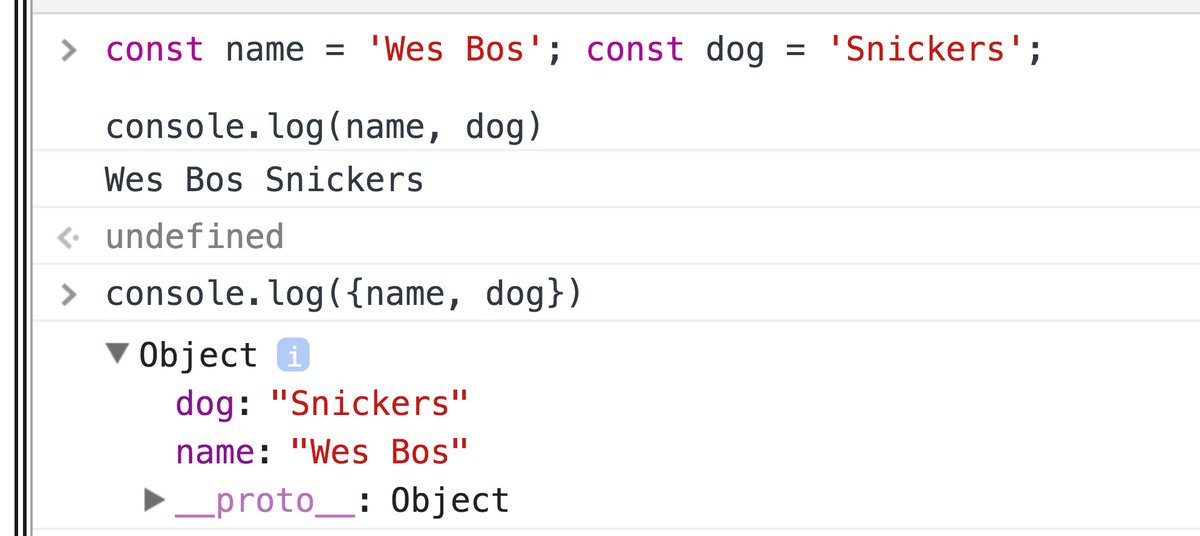 > const name = 'Wes Bos'; const dog = 'Snickers';
console.log(name, dog)
Wes Bos Snickers
undefined
> console.log({name, dog})
Object i
dog: "Snickers"
name: "Wes Bos"
__proto__: Object